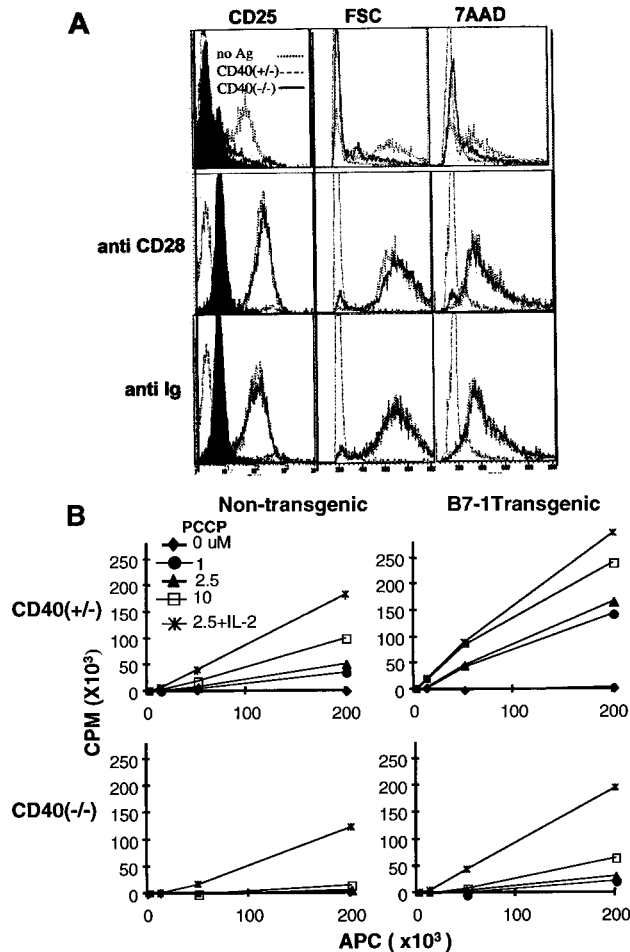 A
CD25 FSC 7AAD
no Ag
CD40(+/-)
CD40(-/-)
anti CD28
anti Ig
B
Non-transgenic B7-1Transgenic
PCCP
0 uM
1
2.5
10
2.5+IL-2
CD40(+/-)
CD40(-/-)
CPM (X10³)
250 250
200 200
150 150
100 100
50 50
0 0
0 100 200 0 100 200
250 250
200 200
150 150
100 100
50 50
0 0
0 100 200 0 100 200
APC ( x10³)